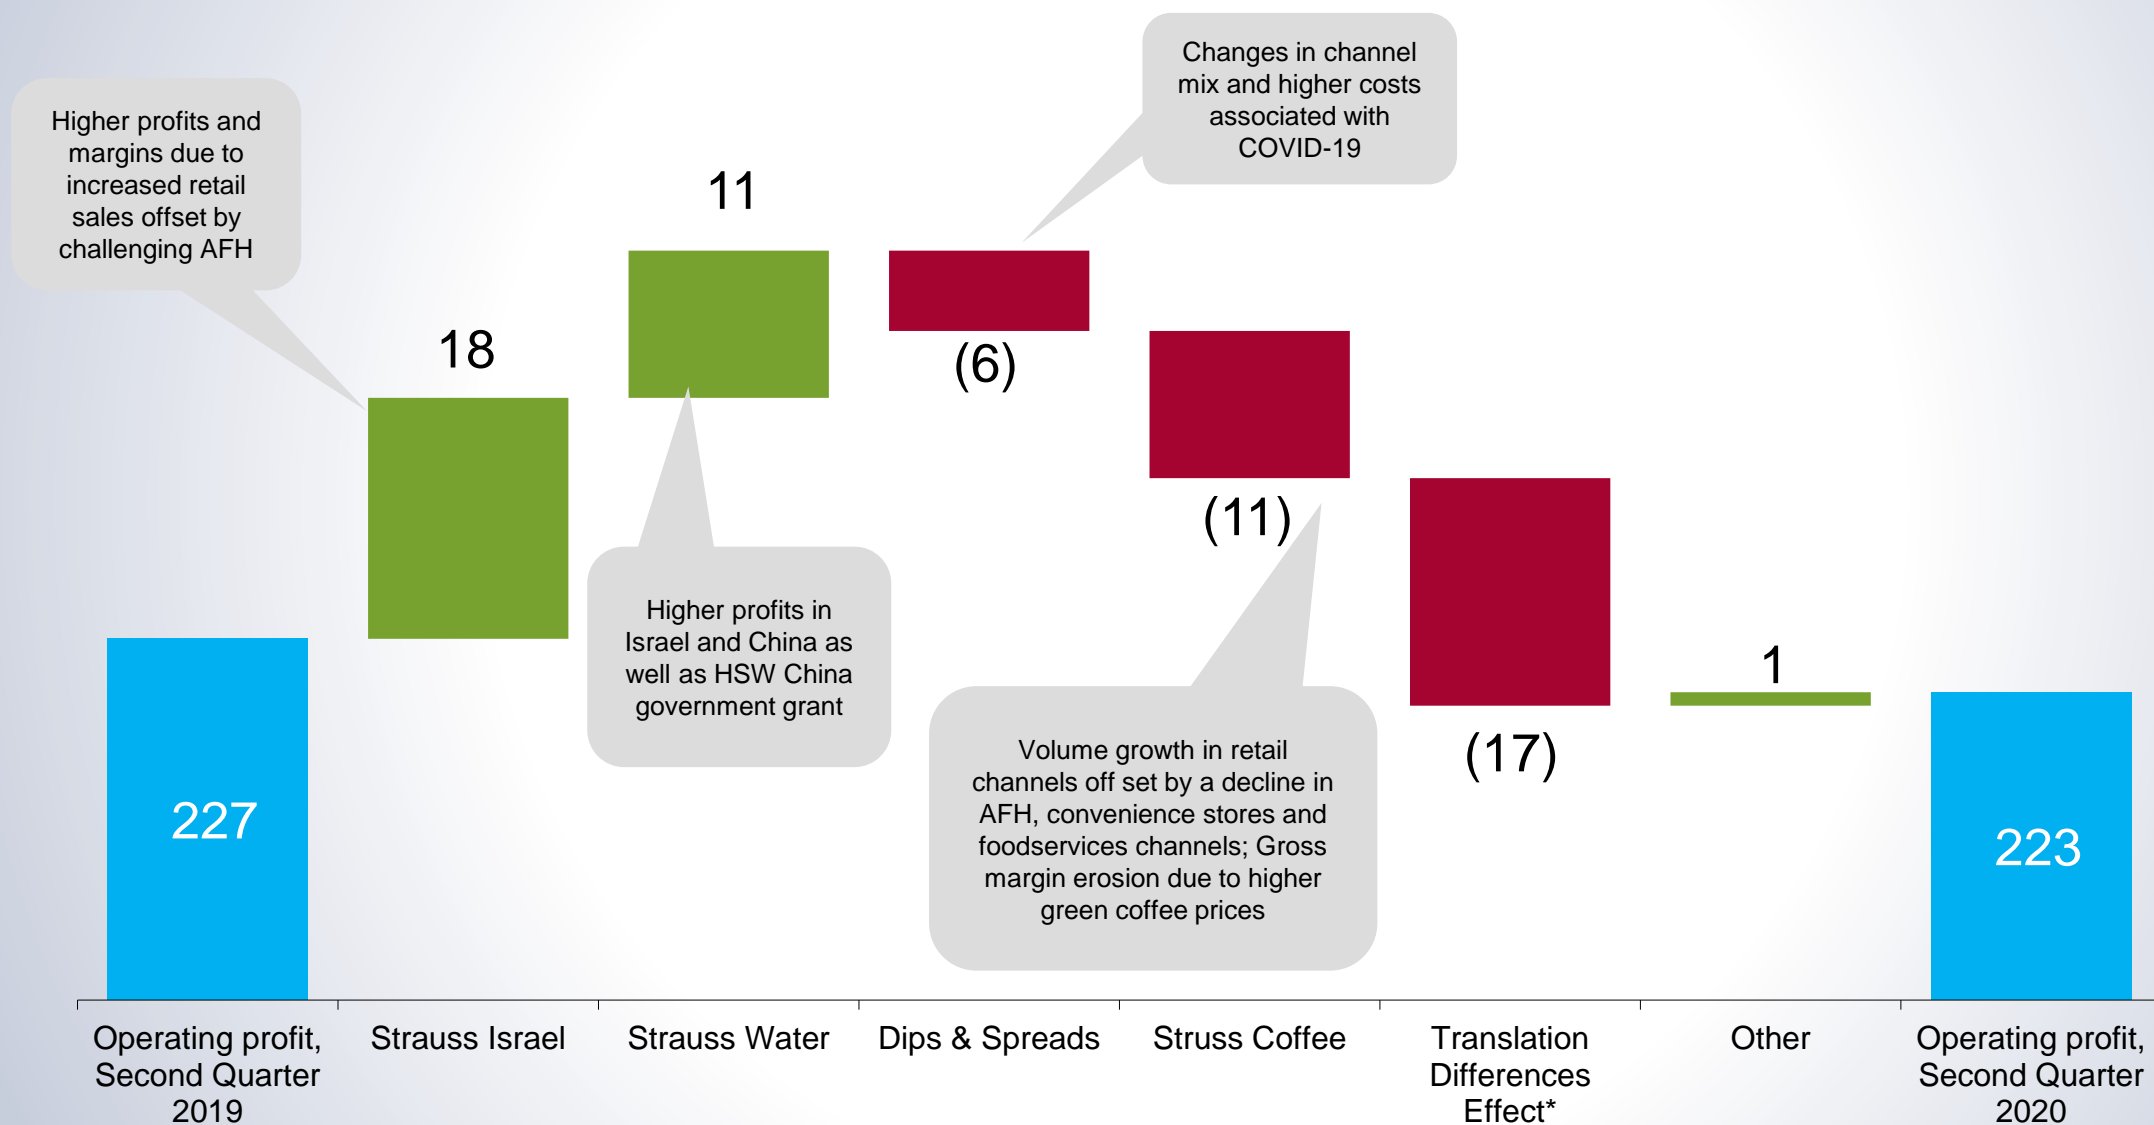 Changes in channel
mix and higher costs
associated with
COVID-19
Higher profits and
margins due to
increased retail
sales offset by
challenging AFH
11
18
(6)
(11)
Higher profits in
Israel and China as
well as HSW China
government grant
1
(17)
Volume growth in retail
channels off set by a decline in
AFH, convenience stores and
foodservices channels; Gross
margin erosion due to higher
green coffee prices
227
223
Operating profit,
Second Quarter
2019
Strauss Israel
Strauss Water
Dips & Spreads
Struss Coffee
Translation
Differences
Effect*
Other
Operating profit,
Second Quarter
2020